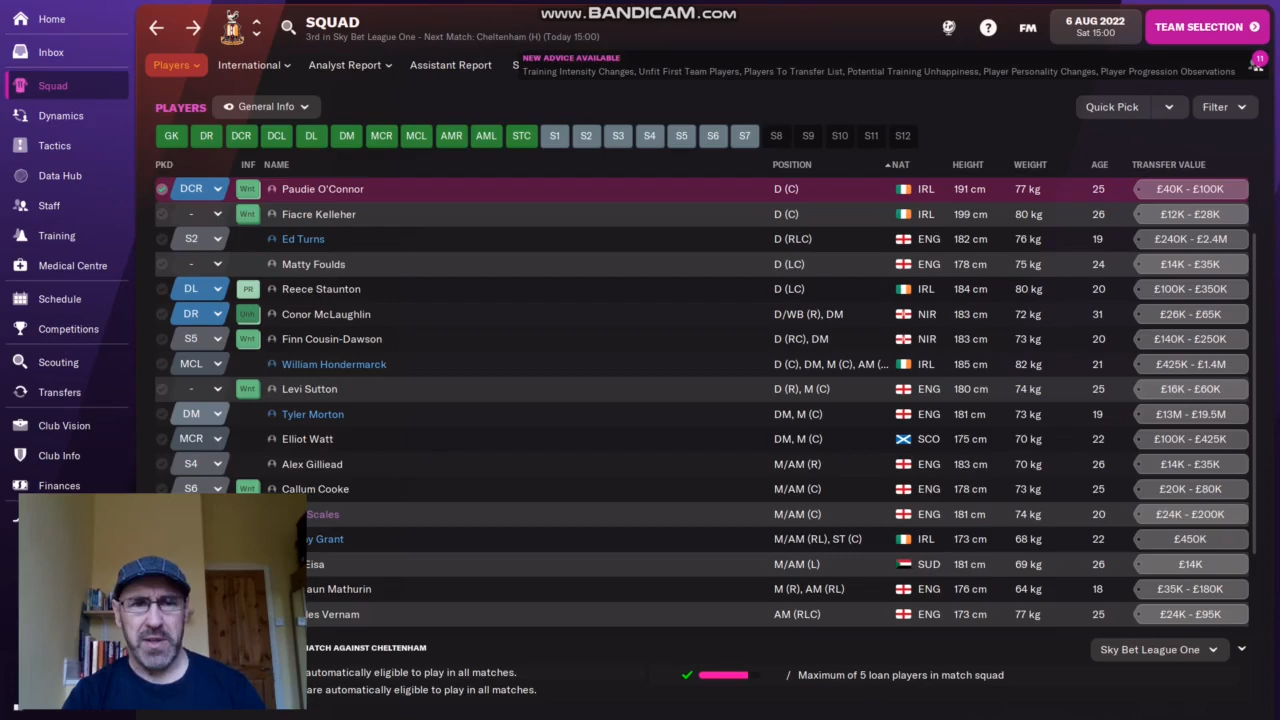 www.BANDICAM.com
Home
Inbox
Squad
Dynamics
Tactics
Data Hub
Staff
Training
Medical Centre
Schedule
Competitions
Scouting
Transfers
Club Vision
Club Info
Finances
SQUAD
3rd in Sky Bet League One - Next Match: Cheltenham (H) (Today 15:00)
FM
6 AUG 2022
Sat 15:00
TEAM SELECTION
Players
International
Analyst Report
Assistant Report
S
NEW ADVICE AVAILABLE
Training Intensity Changes, Unfit First Team Players, Players To Transfer List, Potential Training Unhappiness, Player Personality Changes, Player Progression Observations
11
PLAYERS General Info Quick Pick Filter
GK DR DCR DCL DL DM MCR MCL AMR AML STC S1 S2 S3 S4 S5 S6 S7 S8 S9 S10 S11 S12
PKD INF NAME POSITION NAT HEIGHT WEIGHT AGE TRANSFER VALUE
DCR Wnt Paudie O'Connor D (C) IRL 191 cm 77 kg 25 £40K - £100K
- Wnt Fiacre Kelleher D (C) IRL 199 cm 80 kg 26 £12K - £28K
S2 Ed Turns D (RLC) ENG 182 cm 76 kg 19 £240K - £2.4M
- Matty Foulds D (LC) ENG 178 cm 75 kg 24 £14K - £35K
DL PR Reece Staunton D (LC) IRL 184 cm 80 kg 20 £100K - £350K
DR Unh Conor McLaughlin D/WB (R), DM NIR 183 cm 72 kg 31 £26K - £65K
S5 Wnt Finn Cousin-Dawson D (RC), DM NIR 183 cm 73 kg 20 £140K - £250K
MCL William Hondermarck D (C), DM, M (C), AM (... IRL 185 cm 82 kg 21 £425K - £1.4M
- Wnt Levi Sutton D (R), M (C) ENG 180 cm 74 kg 25 £16K - £60K
DM Tyler Morton DM, M (C) ENG 181 cm 73 kg 19 £13M - £19.5M
MCR Elliot Watt DM, M (C) SCO 175 cm 70 kg 22 £100K - £425K
S4 Alex Gilliead M/AM (R) ENG 183 cm 70 kg 26 £14K - £35K
S6 Wnt Callum Cooke M/AM (C) ENG 178 cm 73 kg 25 £20K - £80K
Scales M/AM (C) ENG 181 cm 74 kg 20 £24K - £200K
y Grant M/AM (RL), ST (C) IRL 173 cm 68 kg 22 £450K
Eisa M/AM (L) SUD 181 cm 69 kg 26 £14K
aun Mathurin M (R), AM (RL) ENG 176 cm 64 kg 18 £35K - £180K
les Vernam AM (RLC) ENG 173 cm 77 kg 25 £24K - £95K
MATCH AGAINST CHELTENHAM
Sky Bet League One
automatically eligible to play in all matches.
/ Maximum of 5 loan players in match squad
are automatically eligible to play in all matches.